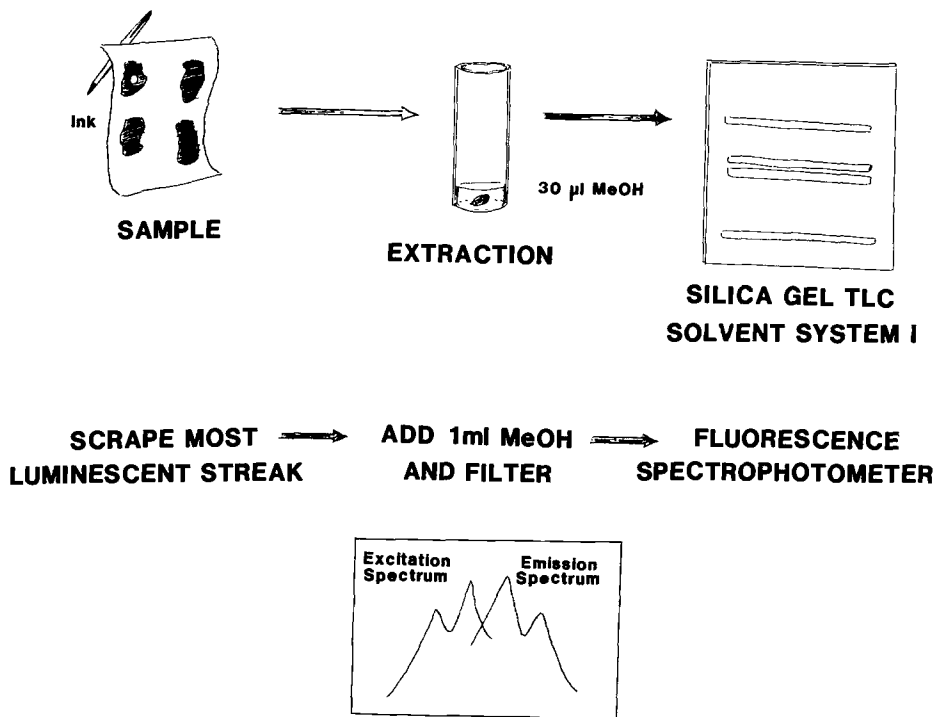 Ink
SAMPLE
EXTRACTION
30 µl MeOH
SILICA GEL TLC
SOLVENT SYSTEM I
SCRAPE MOST
LUMINESCENT STREAK
ADD 1ml MeOH
AND FILTER
FLUORESCENCE
SPECTROPHOTOMETER
Excitation
Spectrum
Emission
Spectrum